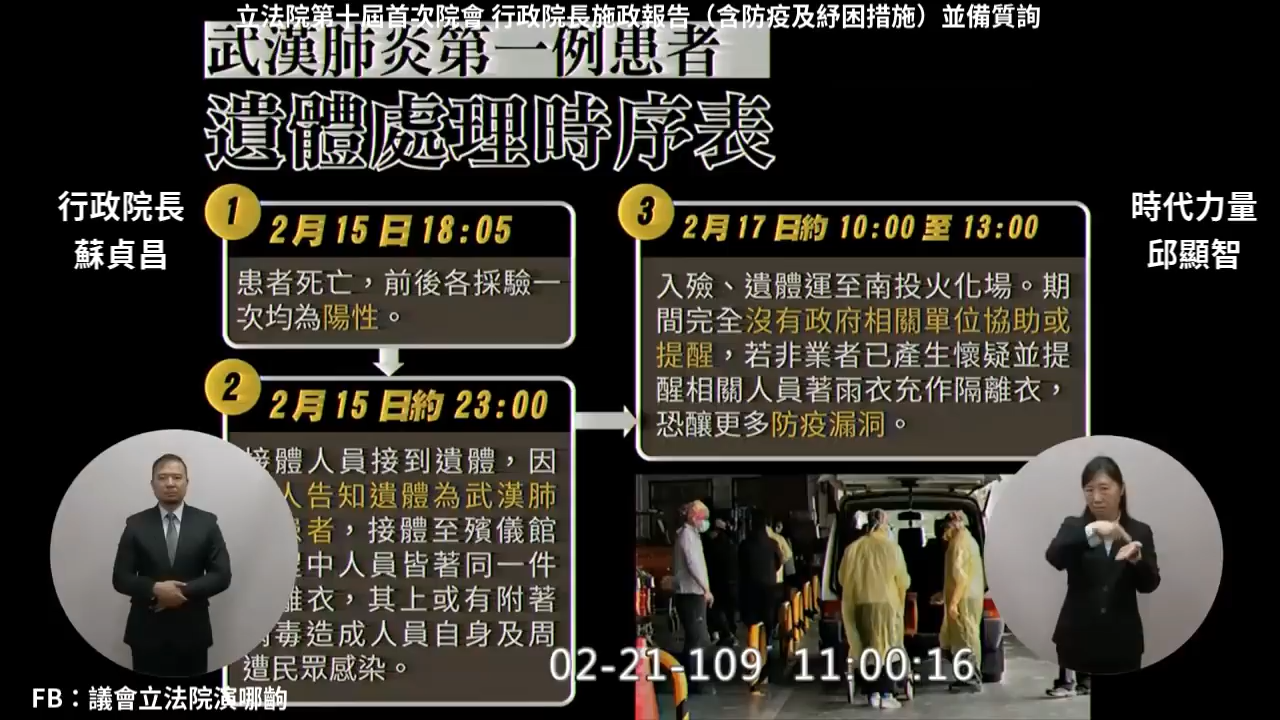 立法院第十屆首次院會 行政院長施政報告（含防疫及紓困措施）並備質詢
武漢肺炎第一例患者
遺體處理時序表
行政院長
蘇貞昌
時代力量
邱顯智
1
2月15日18:05
患者死亡，前後各採驗一
次均為陽性。
2
2月15日約 23:00
接體人員接到遺體，因
人告知遺體為武漢肺
患者，接體至殯儀館
程中人員皆著同一件
離衣，其上或有附著
病毒造成人員自身及周
遭民眾感染。
3
2月17日約 10:00 至 13:00
入殮、遺體運至南投火化場。期
間完全沒有政府相關單位協助或
提醒，若非業者已產生懷疑並提
醒相關人員著雨衣充作隔離衣，
恐釀更多防疫漏洞。
02-21-109 11:00:16
FB：議會立法院演哪齣